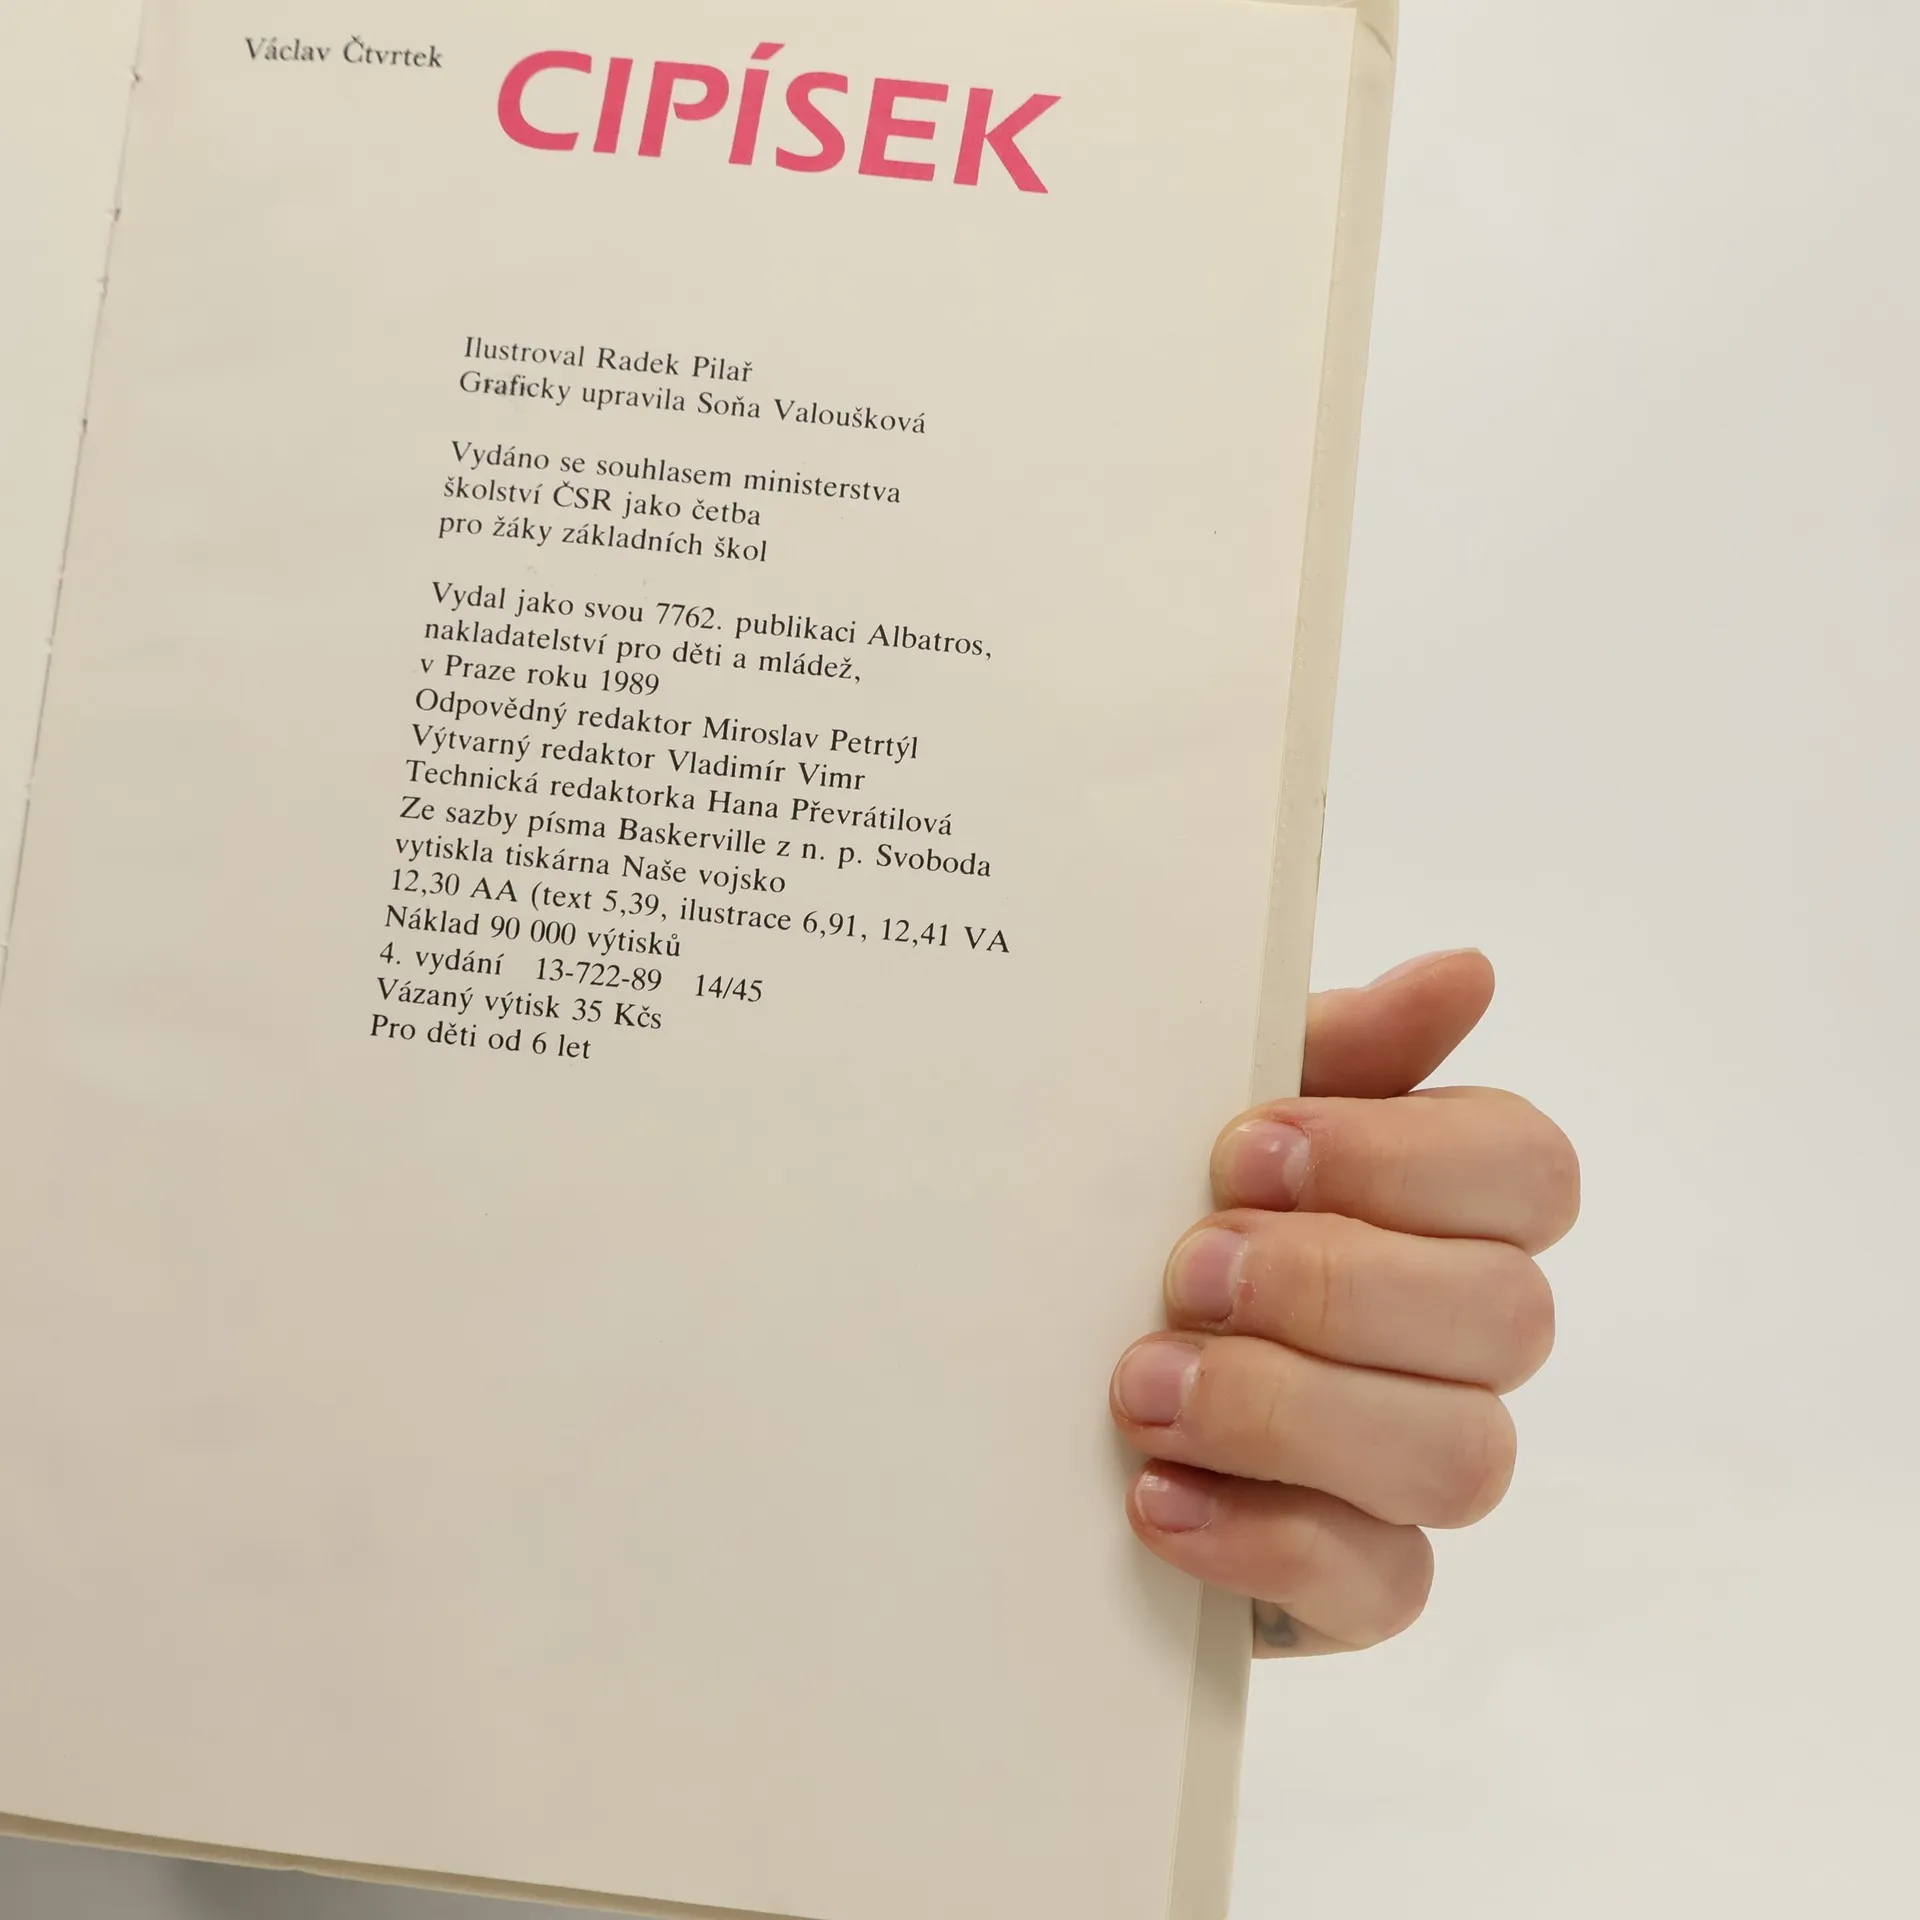 Václav Čtvrtek
CIPÍSEK
Ilustroval Radek Pilař
Graficky upravila Soňa Valoušková
Vydáno se souhlasem ministerstva
školství ČSR jako četba
pro žáky základních škol
Vydal jako svou 7762. publikaci Albatros,
nakladatelství pro děti a mládež,
v Praze roku 1989
Odpovědný redaktor Miroslav Petrtýl
Výtvarný redaktor Vladimír Vimr
Technická redaktorka Hana Převrátilová
Ze sazby písma Baskerville z n. p. Svoboda
vytiskla tiskárna Naše vojsko
12,30 AA (text 5,39, ilustrace 6,91, 12,41 VA
Náklad 90 000 výtisků
4. vydání 13-722-89 14/45
Vázaný výtisk 35 Kčs
Pro děti od 6 let